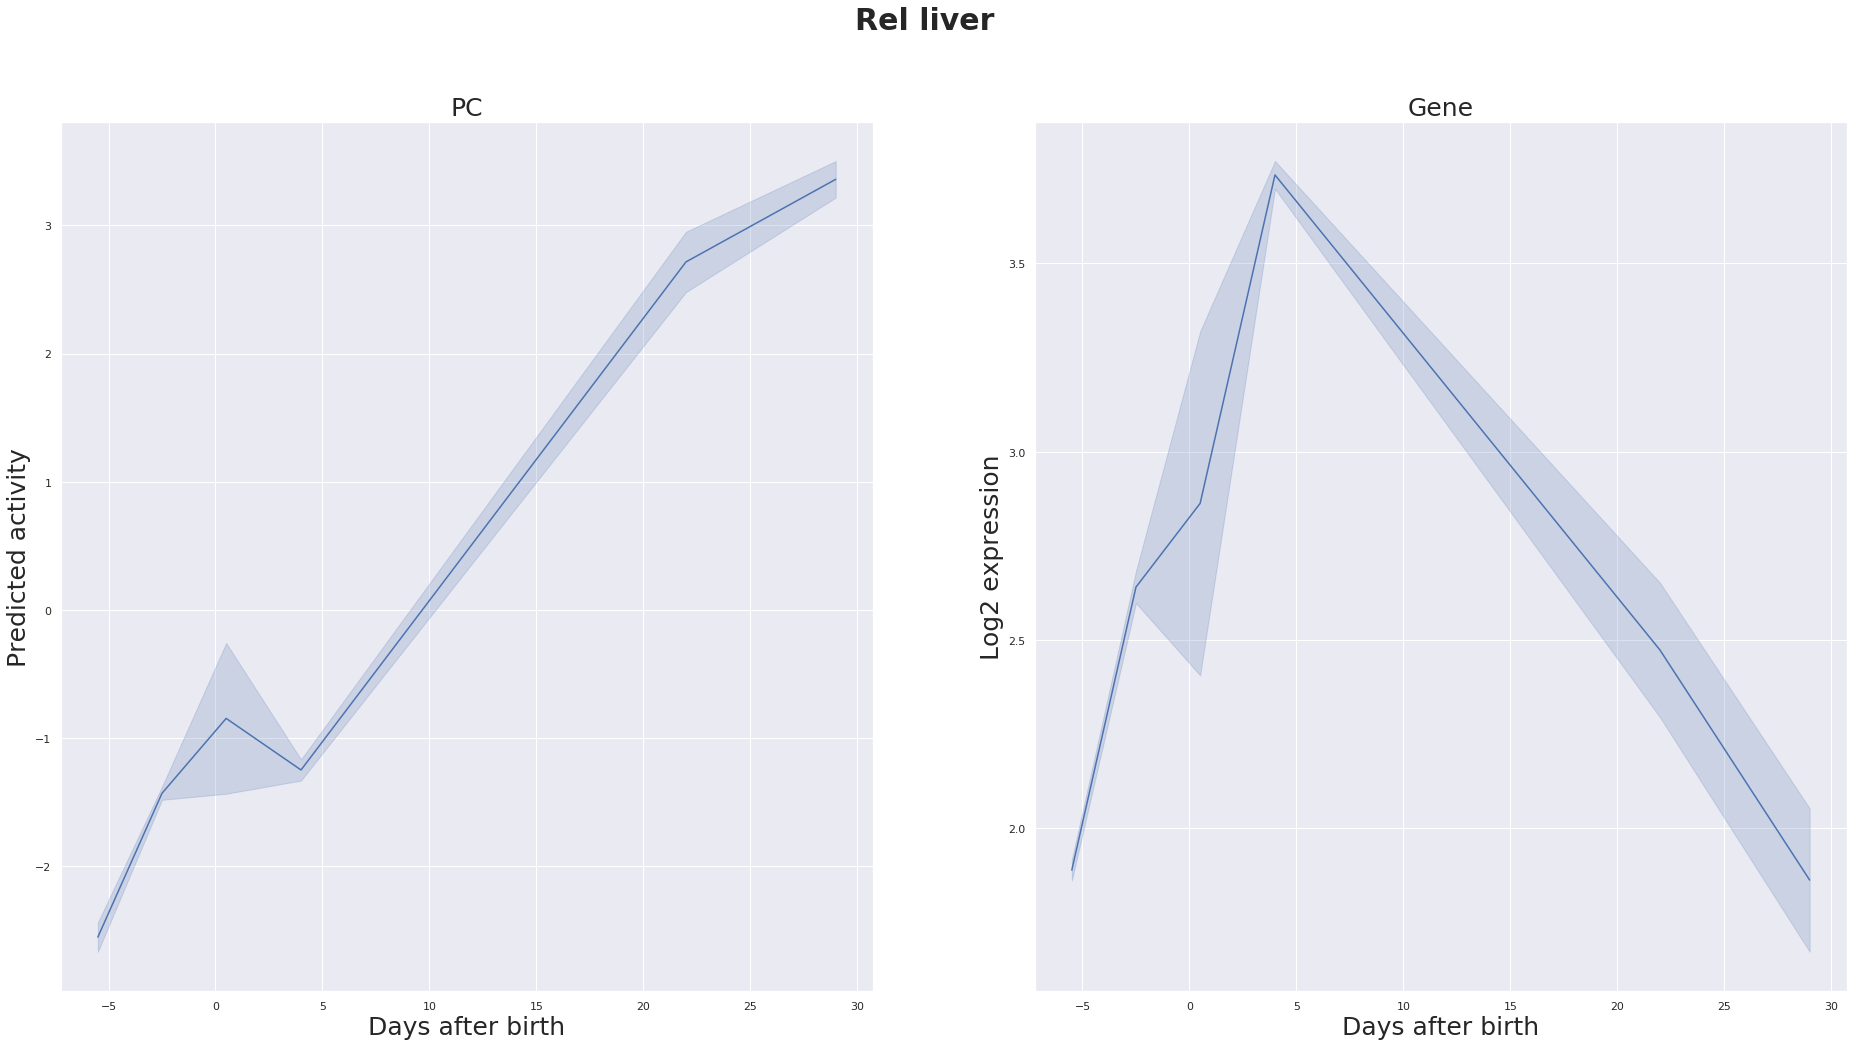 Rel liver
PC
Predicted activity
3
2
1
0
−1
−2
−5 0 5 10 15 20 25 30
Days after birth
Gene
Log2 expression
3.5
3.0
2.5
2.0
−5 0 5 10 15 20 25 30
Days after birth